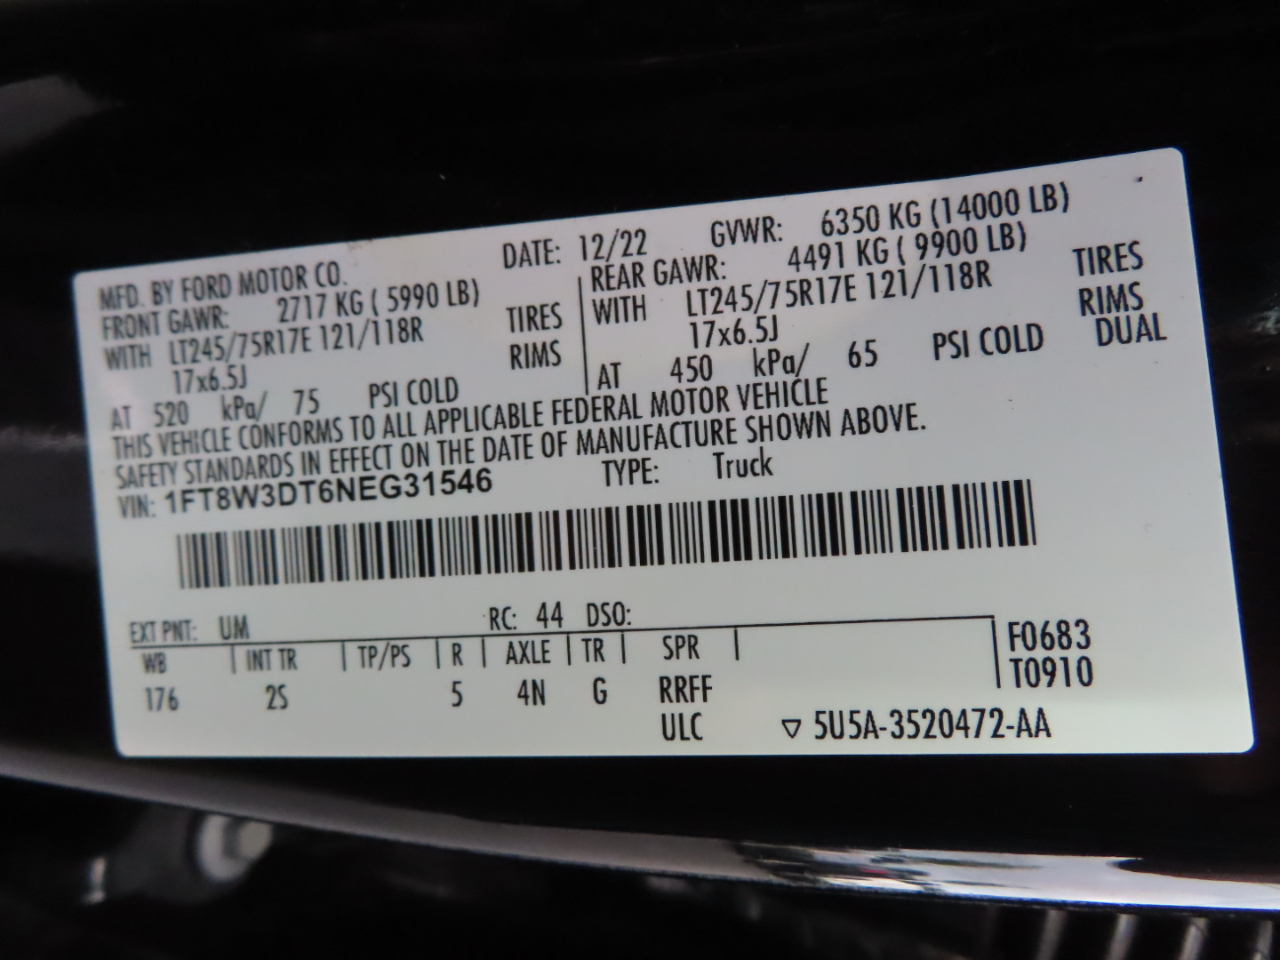 MFD. BY FORD MOTOR CO. DATE: 12/22 GVWR: 6350 KG (14000 LB)
FRONT GAWR: 2717 KG ( 5990 LB)
WITH LT245/75R17E 121/118R TIRES
17x6.5J RIMS
AT 520 kPa/ 75 PSI COLD
REAR GAWR: 4491 KG ( 9900 LB)
WITH LT245/75R17E 121/118R TIRES
17x6.5J RIMS
AT 450 kPa/ 65 PSI COLD DUAL
THIS VEHICLE CONFORMS TO ALL APPLICABLE FEDERAL MOTOR VEHICLE
SAFETY STANDARDS IN EFFECT ON THE DATE OF MANUFACTURE SHOWN ABOVE.
VIN: 1FT8W3DT6NEG31546 TYPE: Truck
EXT PNT: UM RC: 44 DSO:
WB INT TR TP/PS R AXLE TR SPR F0683
176 2S 5 4N G RRFF T0910
ULC ▽ 5U5A-3520472-AA